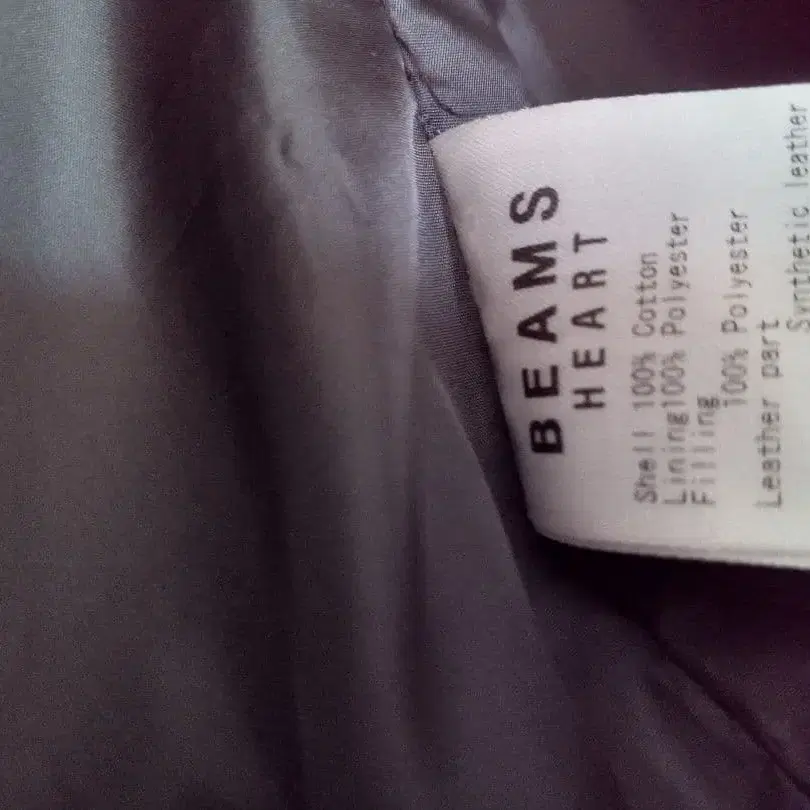 BEAMS
HEART
Shell 100% Cotton
Lining100% Polyester
Filling
100% Polyester
Leather part
Synthetic leather